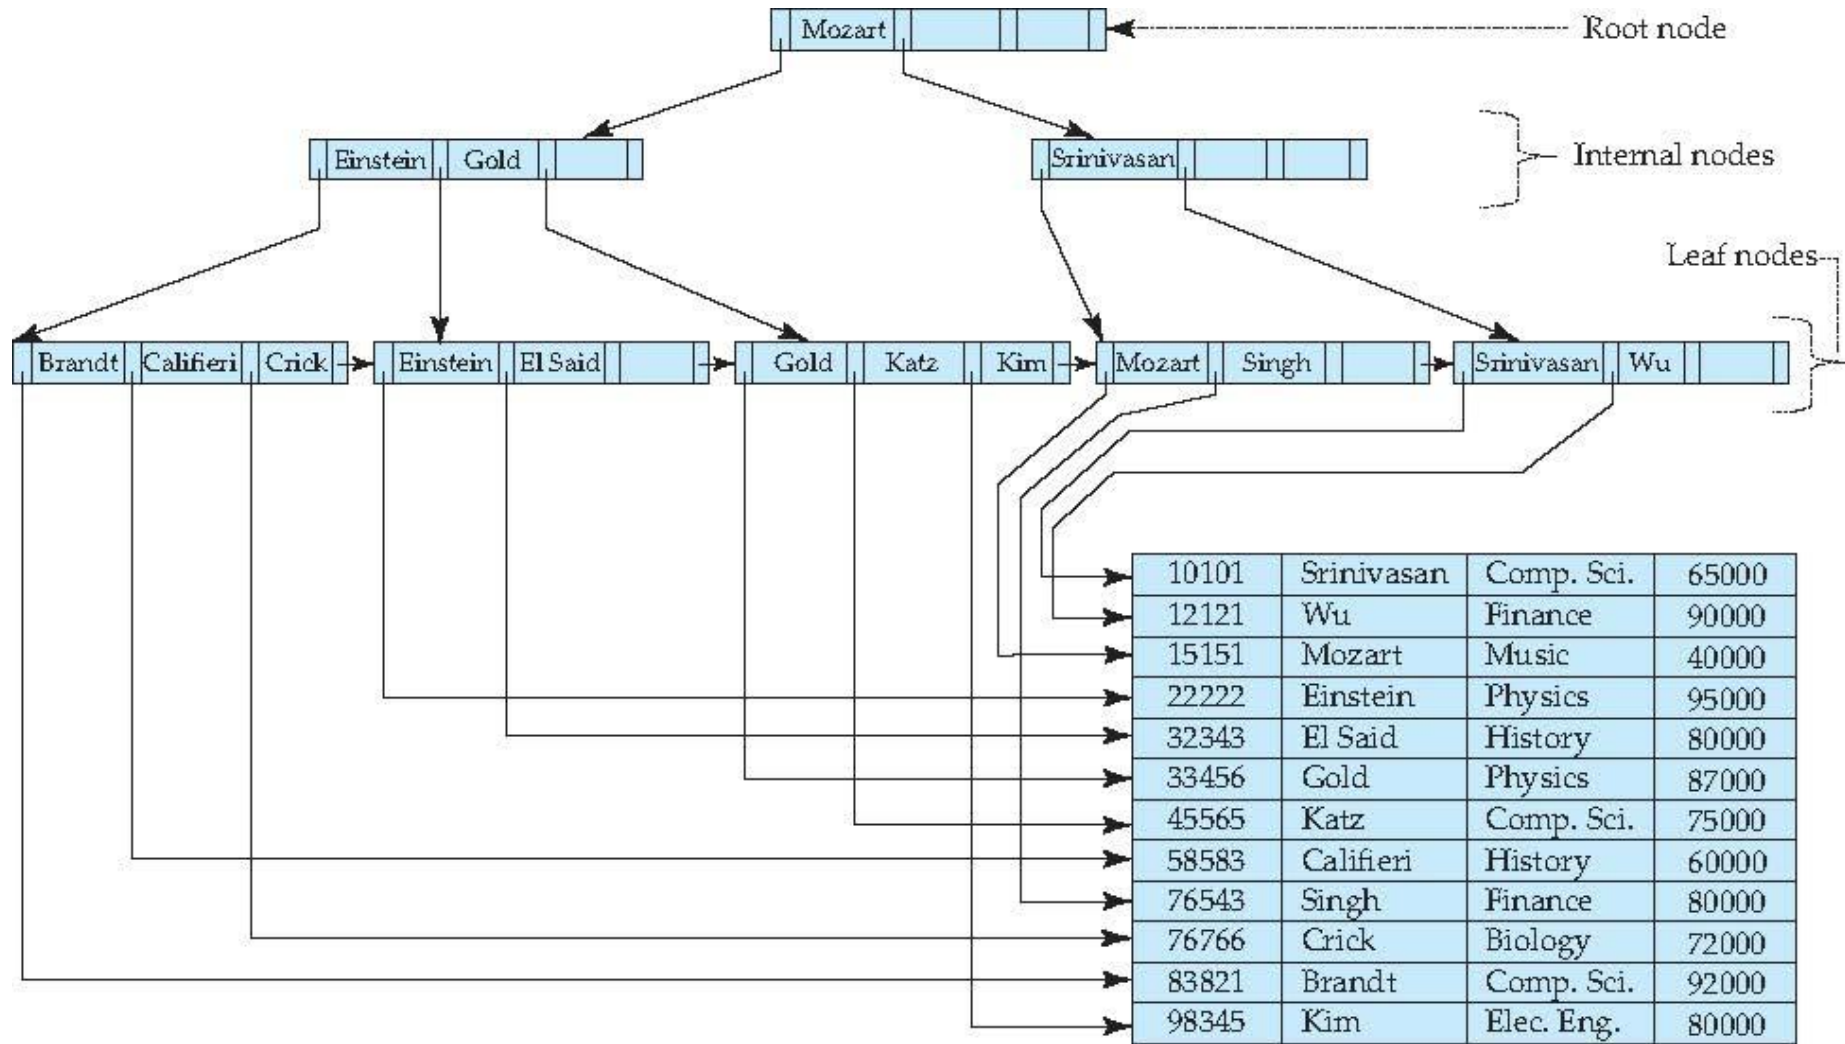 Mozart
Root node
Einstein Gold
Srinivasan
Internal nodes
Leaf nodes
Brandt Califieri Crick Einstein El Said Gold Katz Kim Mozart Singh Srinivasan Wu
10101 Srinivasan Comp. Sci. 65000
12121 Wu Finance 90000
15151 Mozart Music 40000
22222 Einstein Physics 95000
32343 El Said History 80000
33456 Gold Physics 87000
45565 Katz Comp. Sci. 75000
58583 Califieri History 60000
76543 Singh Finance 80000
76766 Crick Biology 72000
83821 Brandt Comp. Sci. 92000
98345 Kim Elec. Eng. 80000